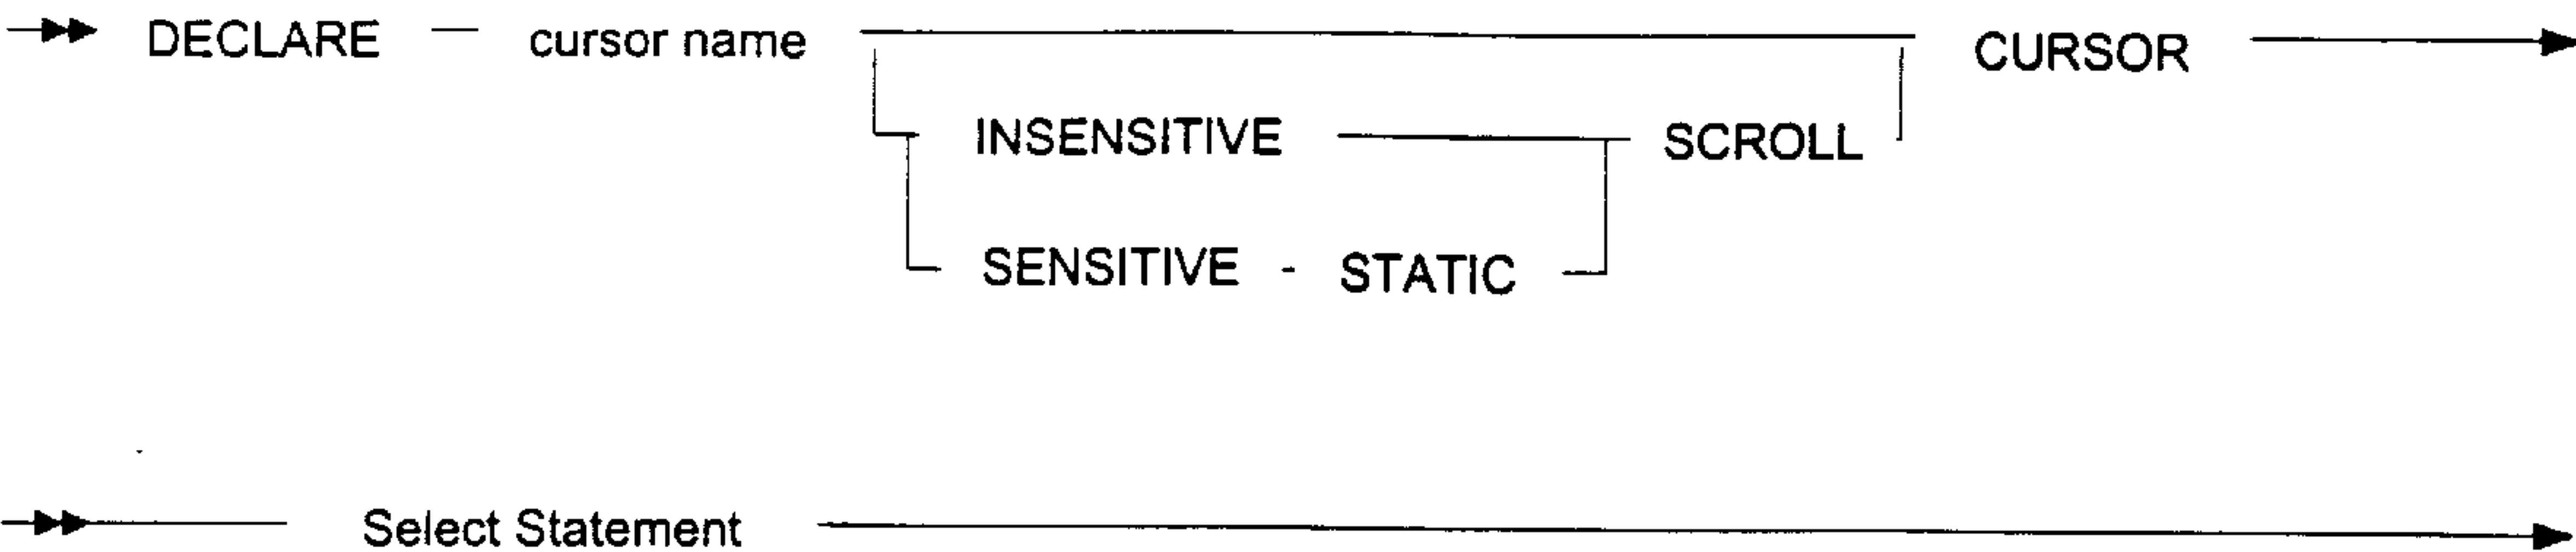 DECLARE cursor name CURSOR
INSENSITIVE SCROLL
SENSITIVE - STATIC
Select Statement